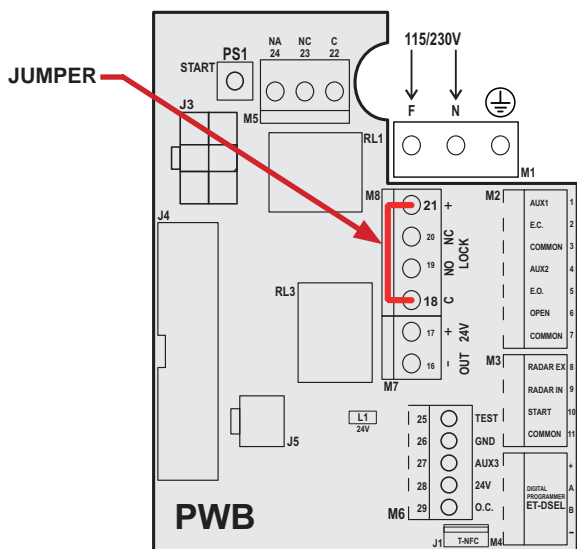 NA NC C
24 23 22
115/230V
PS1
START
JUMPER
F N
J3
M5
RL1
M1
M8
M2
21 +
20 NC
19 NO
LOCK
18 C
AUX1 1
E.C. 2
COMMON 3
AUX2 4
E.O. 5
OPEN 6
COMMON 7
J4
RL3
17 +
16 -
OUT 24V
M7
M3
RADAR EX 8
RADAR IN 9
START 10
COMMON 11
L1
24V
J5
25 TEST
26 GND
27 AUX3
28 24V
29 O.C.
M6
DIGITAL
PROGRAMMER
ET-DSEL
+
A
B
-
PWB
J1 T-NFC M4